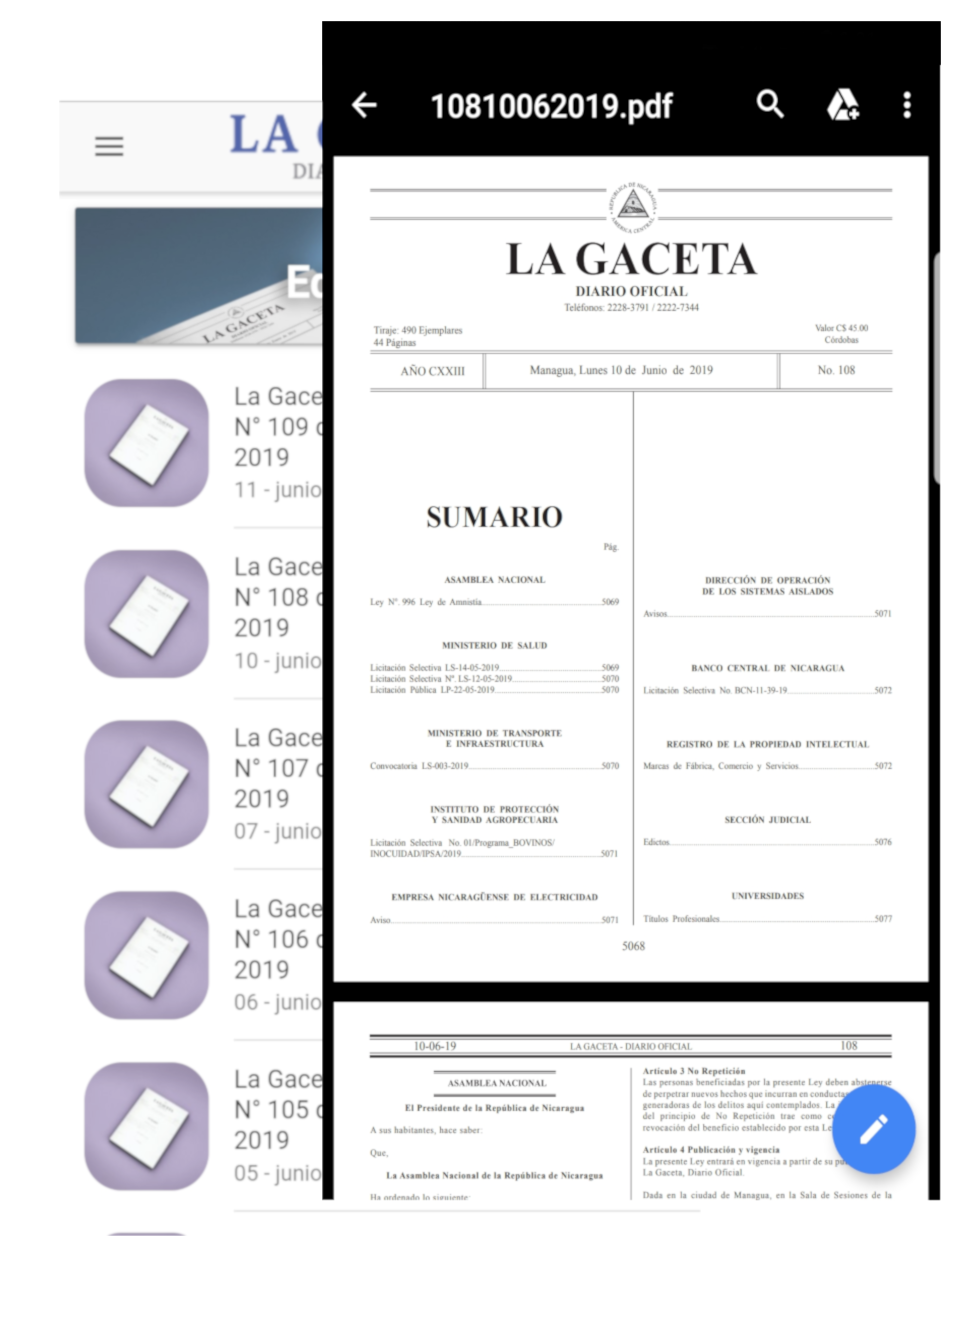 LA
DIA
Ed
LA GACETA
La Gace
N° 109
2019
11 - junio
La Gace
N° 108
2019
10 - junio
La Gace
N° 107
2019
07 - junio
La Gace
N° 106
2019
06 - junio
La Gace
N° 105
2019
05 - junio
10810062019.pdf
REPUBLICA DE NICARAGUA
AMERICA CENTRAL
LA GACETA
DIARIO OFICIAL
Teléfonos: 2228-3791 / 2222-7344
Tiraje: 490 Ejemplares
44 Páginas
Valor C$ 45.00
Córdobas
AÑO CXXIII
Managua, Lunes 10 de Junio de 2019
No. 108
SUMARIO
Pág.
ASAMBLEA NACIONAL
Ley Nº. 996 Ley de Amnistía 5069
MINISTERIO DE SALUD
Licitación Selectiva LS-14-05-2019 5069
Licitación Selectiva Nº. LS-12-05-2019 5070
Licitación Pública LP-22-05-2019 5070
MINISTERIO DE TRANSPORTE
E INFRAESTRUCTURA
Convocatoria LS-003-2019 5070
INSTITUTO DE PROTECCIÓN
Y SANIDAD AGROPECUARIA
Licitación Selectiva No. 01/Programa_BOVINOS/
INOCUIDAD/IPSA/2019 5071
EMPRESA NICARAGÜENSE DE ELECTRICIDAD
Aviso 5071
DIRECCIÓN DE OPERACIÓN
DE LOS SISTEMAS AISLADOS
Avisos 5071
BANCO CENTRAL DE NICARAGUA
Licitación Selectiva No. BCN-11-39-19 5072
REGISTRO DE LA PROPIEDAD INTELECTUAL
Marcas de Fábrica, Comercio y Servicios 5072
SECCIÓN JUDICIAL
Edictos 5076
UNIVERSIDADES
Títulos Profesionales 5077
5068
10-06-19
LA GACETA - DIARIO OFICIAL
108
ASAMBLEA NACIONAL
El Presidente de la República de Nicaragua
A sus habitantes, hace saber:
Que,
La Asamblea Nacional de la República de Nicaragua
Ha ordenado lo siguiente:
Artículo 3 No Repetición
Las personas beneficiadas por la presente Ley deben abstenerse
de perpetrar nuevos hechos que incurran en conductas
generadoras de los delitos aquí contemplados. La
del principio de No Repetición trae como
revocación del beneficio establecido por esta
Artículo 4 Publicación y vigencia
La presente Ley entrará en vigencia a partir de su
La Gaceta, Diario Oficial.
Dada en la ciudad de Managua, en la Sala de Sesiones de la